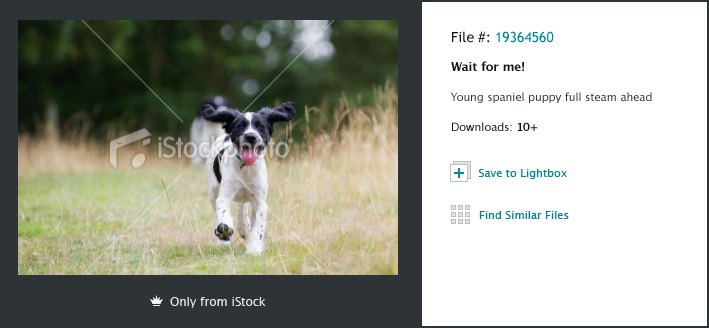 iStockphoto
Only from iStock
File #: 19364560
Wait for me!
Young spaniel puppy full steam ahead
Downloads: 10+
Save to Lightbox
Find Similar Files